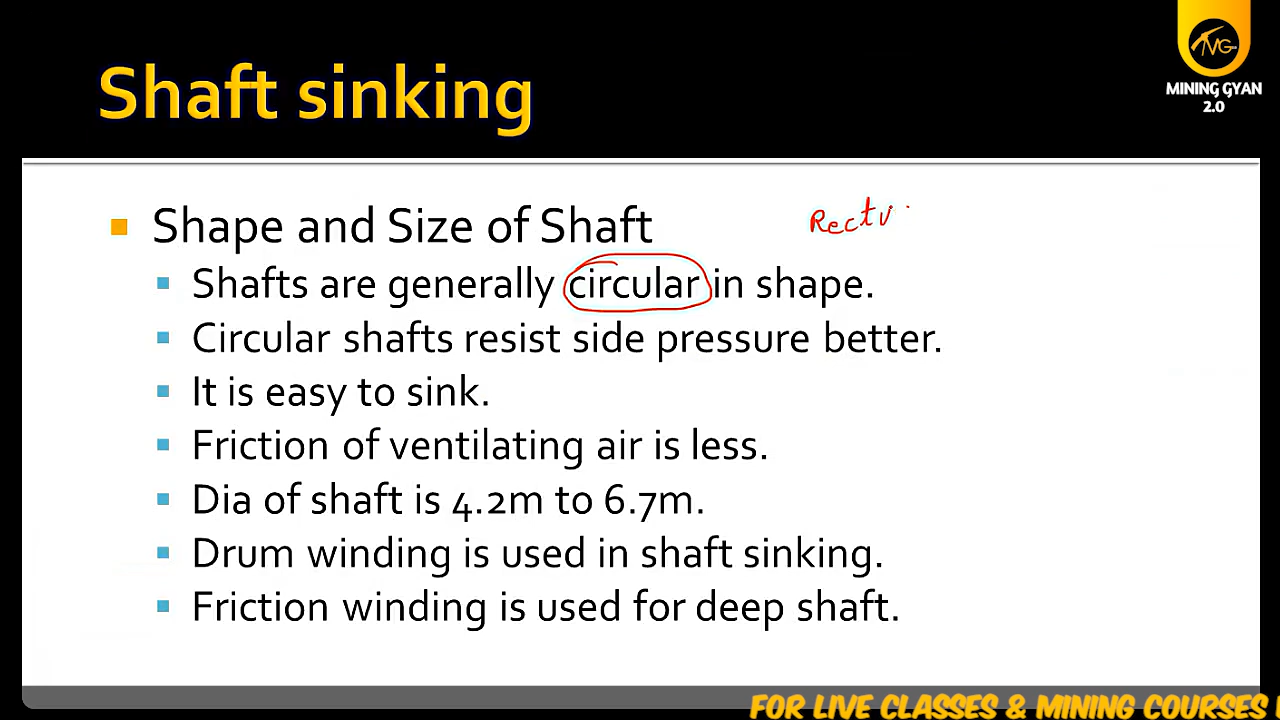 Shaft sinking
MINING GYAN
2.0
Shape and Size of Shaft
Shafts are generally circular in shape.
Circular shafts resist side pressure better.
It is easy to sink.
Friction of ventilating air is less.
Dia of shaft is 4.2m to 6.7m.
Drum winding is used in shaft sinking.
Friction winding is used for deep shaft.
FOR LIVE CLASSES & MINING COURSES